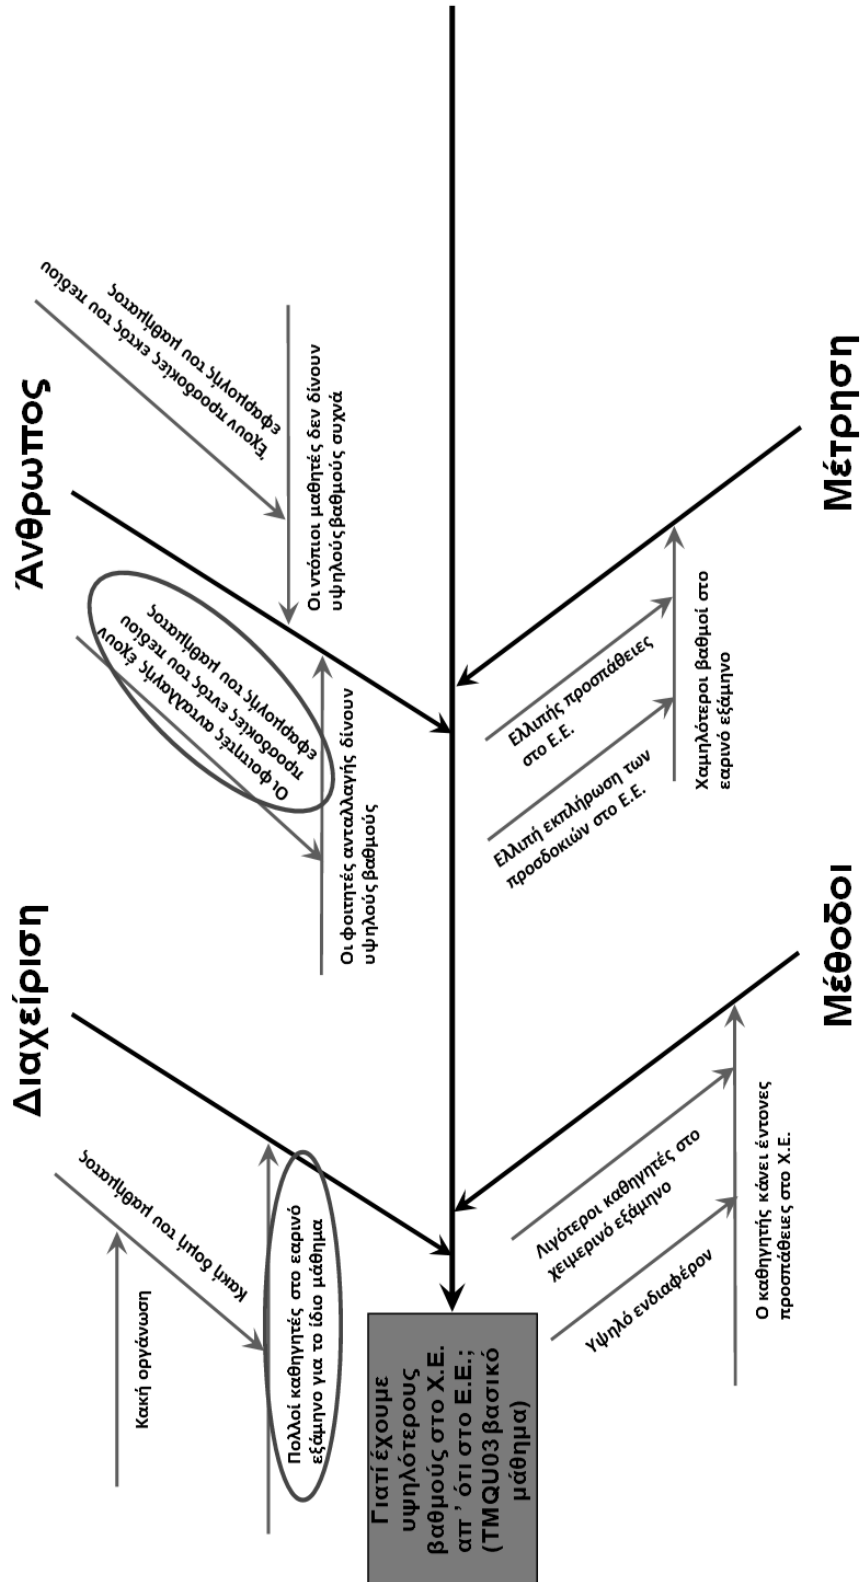 Άνθρωπος
Έχουν προσδοκίες εκτός του πεδίου
εφαρμογής του μαθήματος
Οι ντόπιοι μαθητές δεν δίνουν
υψηλούς βαθμούς συχνά
Οι φοιτητές ανταλλαγής έχουν
προσδοκίες εντός του πεδίου
εφαρμογής του μαθήματος
Οι φοιτητές ανταλλαγής δίνουν
υψηλούς βαθμούς
Διαχείριση
Κακή δομή του μαθήματος
Κακή οργάνωση
Πολλοί καθηγητές στο εαρινό
εξάμηνο για το ίδιο μάθημα
Γιατί έχουμε
υψηλότερους
βαθμούς στο Χ.Ε.
απ ’ ότι στο Ε.Ε.;
(TMQU03 βασικό
μάθημα)
Μέτρηση
Ελλιπής προσπάθειες
στο Ε.Ε.
Ελλιπή εκπλήρωση των
προσδοκιών στο Ε.Ε.
Χαμηλότεροι βαθμοί στο
εαρινό εξάμηνο
Μέθοδοι
Λιγότεροι καθηγητές στο
χειμερινό εξάμηνο
Υψηλό ενδιαφέρον
Ο καθηγητής κάνει έντονες
προσπάθειες στο Χ.Ε.